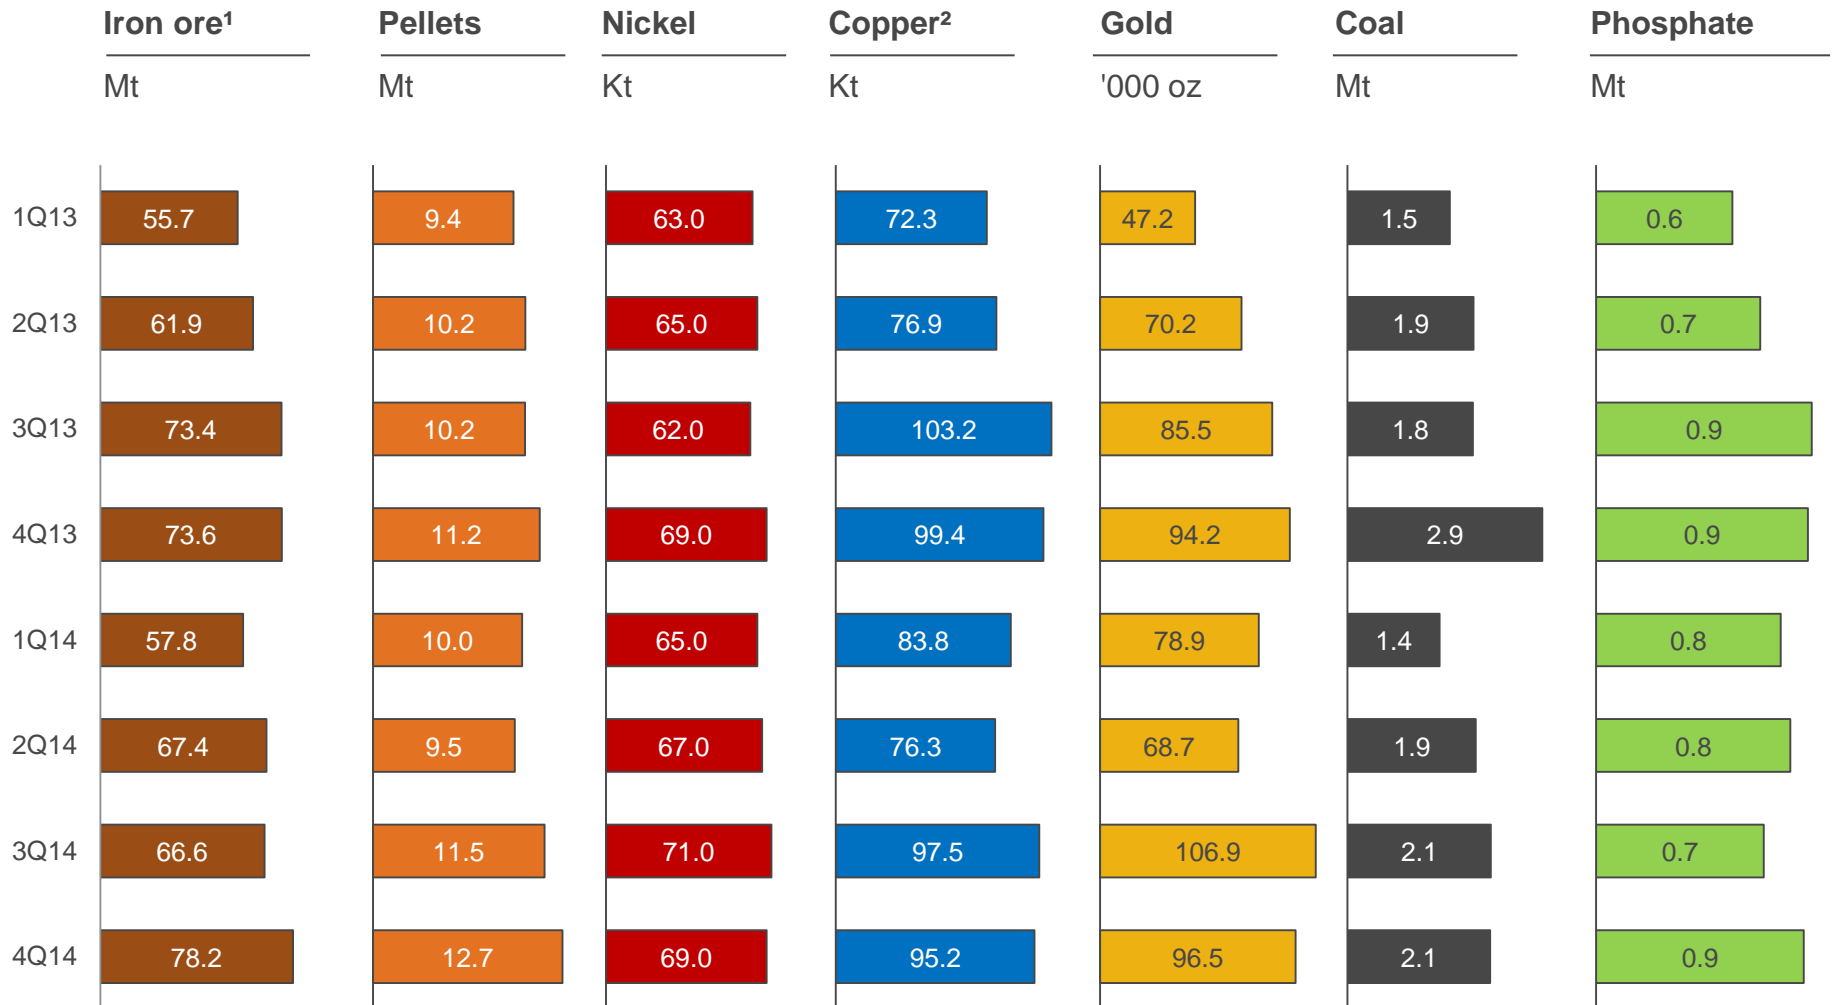 Iron ore¹ Pellets Nickel Copper² Gold Coal Phosphate
Mt Mt Kt Kt '000 oz Mt Mt
1Q13 55.7 9.4 63.0 72.3 47.2 1.5 0.6
2Q13 61.9 10.2 65.0 76.9 70.2 1.9 0.7
3Q13 73.4 10.2 62.0 103.2 85.5 1.8 0.9
4Q13 73.6 11.2 69.0 99.4 94.2 2.9 0.9
1Q14 57.8 10.0 65.0 83.8 78.9 1.4 0.8
2Q14 67.4 9.5 67.0 76.3 68.7 1.9 0.8
3Q14 66.6 11.5 71.0 97.5 106.9 2.1 0.7
4Q14 78.2 12.7 69.0 95.2 96.5 2.1 0.9